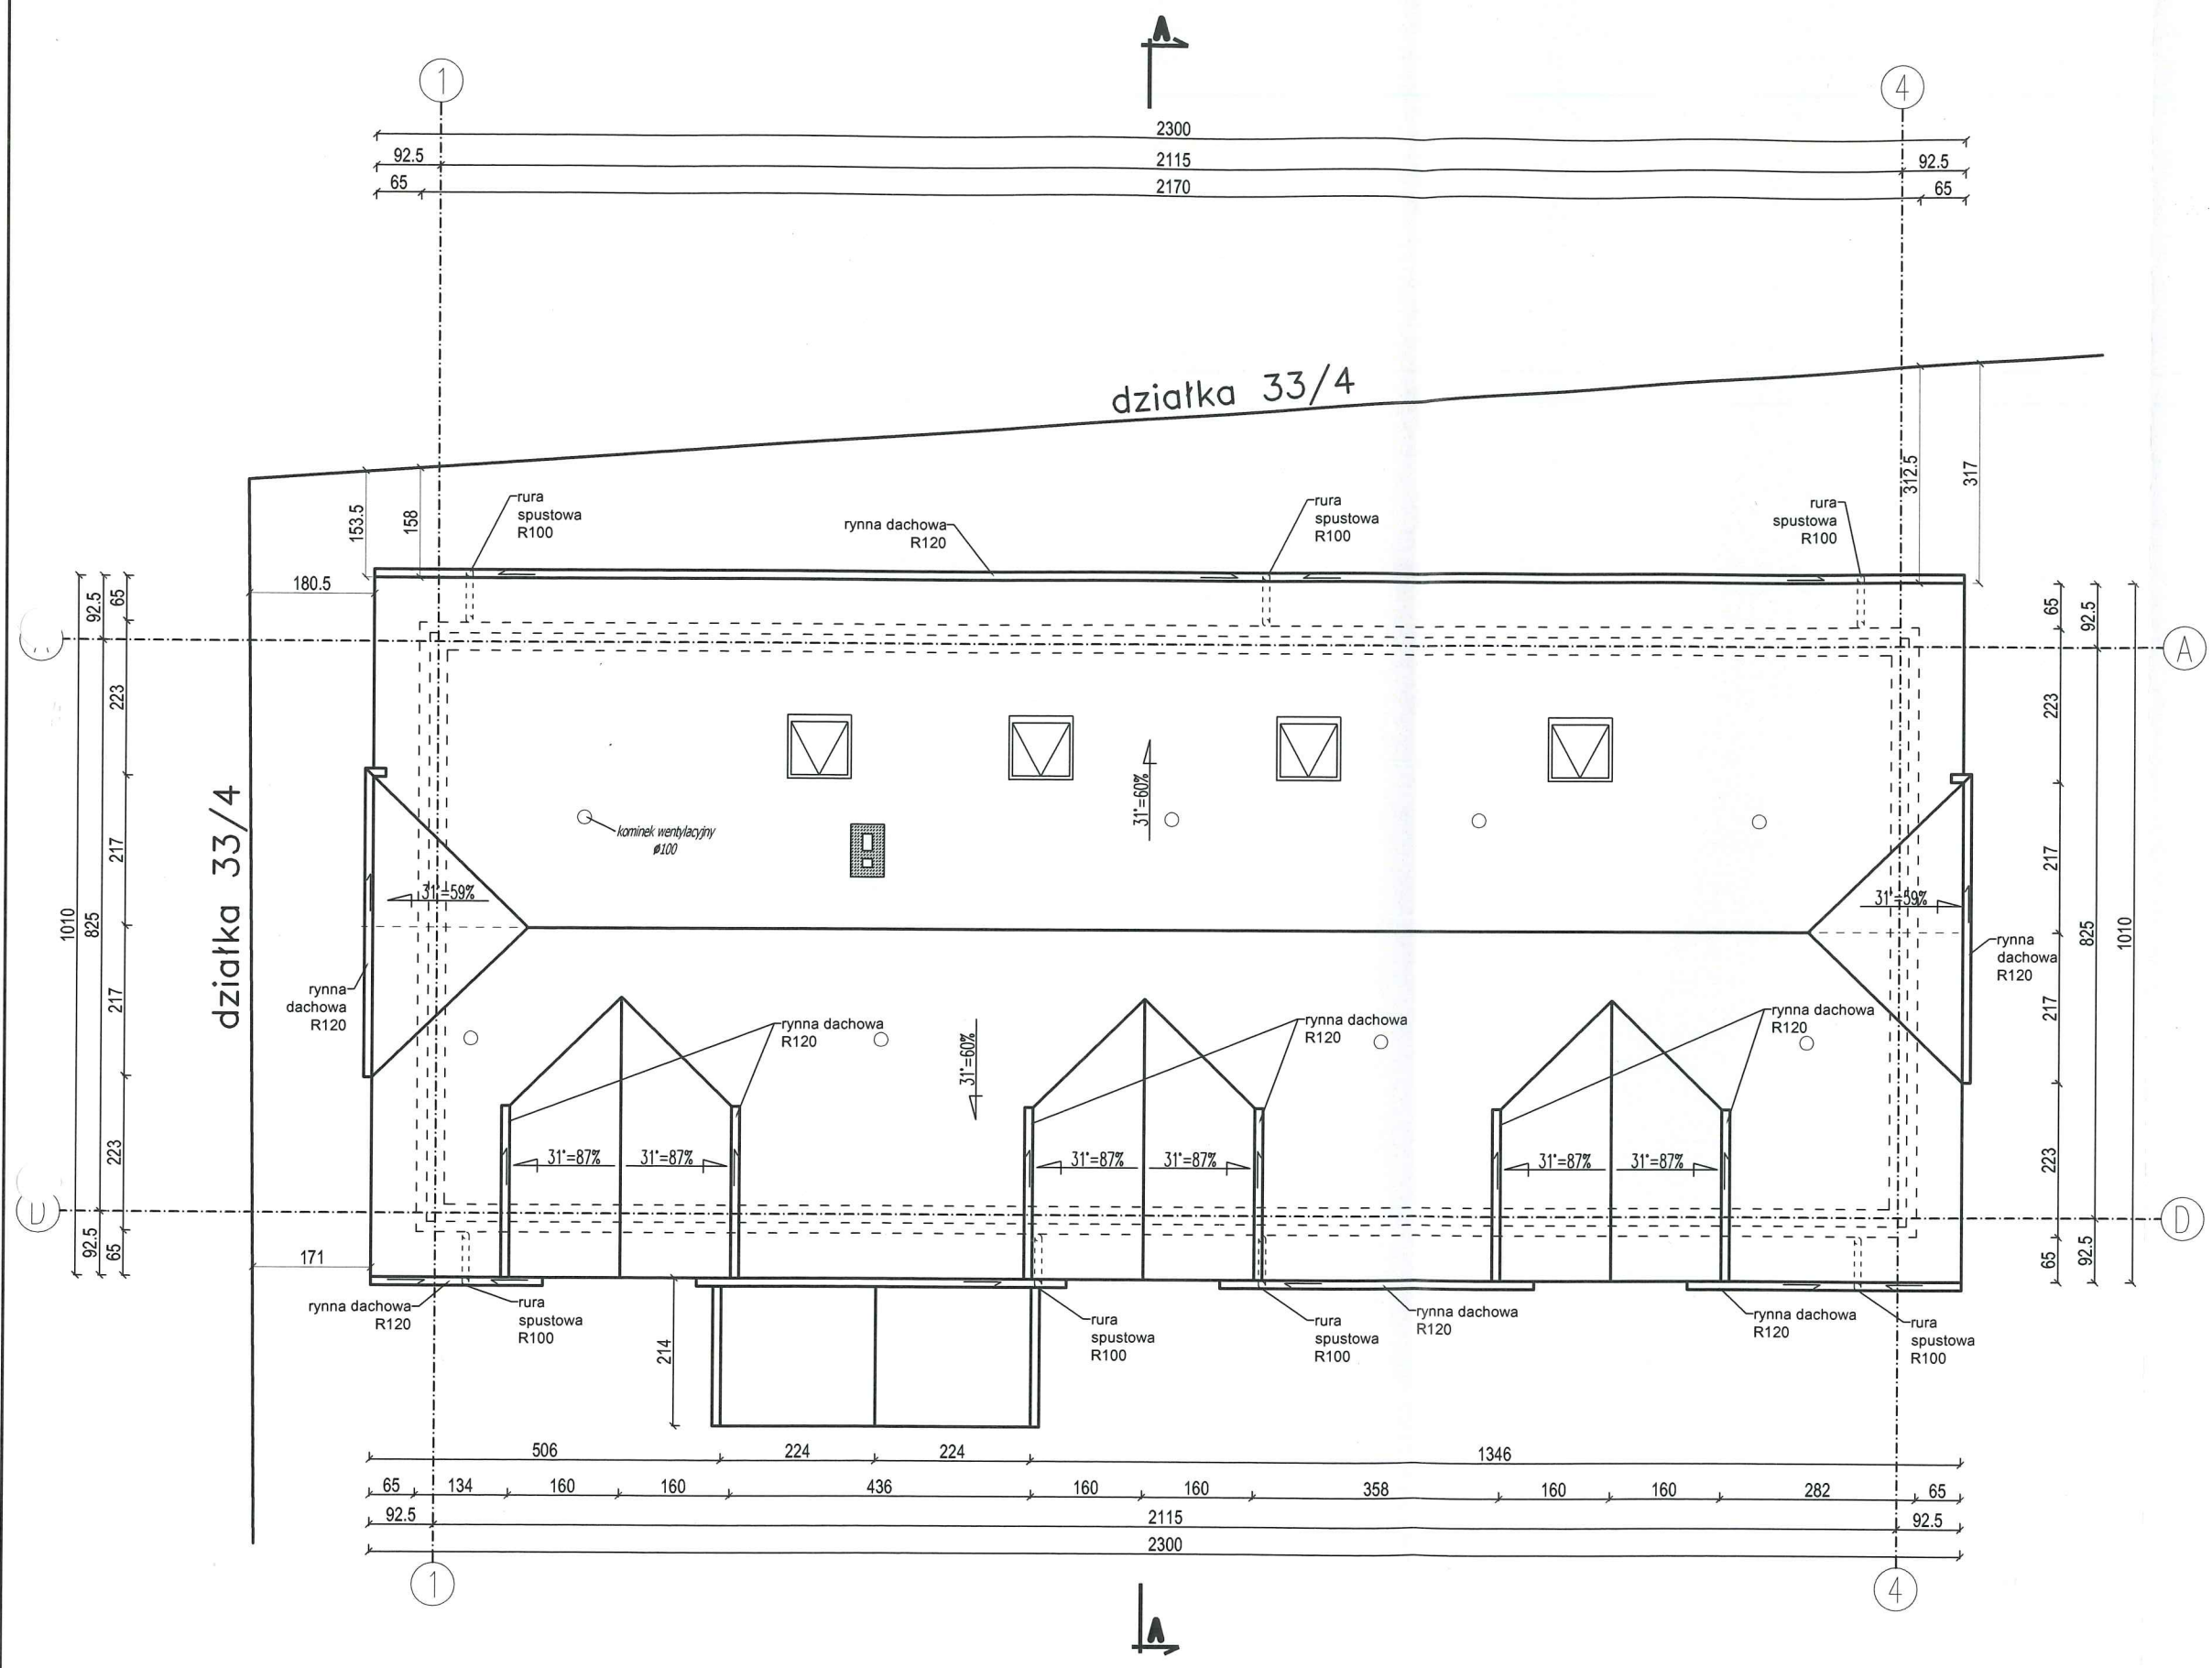 A
1
4
2300
92.5
2115
92.5
65
2170
65
działka 33/4
153.5
158
312.5
317
rura
spustowa
R100
rynna dachowa
R120
rura
spustowa
R100
rura
spustowa
R100
180.5
65
92.5
65
92.5
A
223
223
działka 33/4
31°=60%
kominek wentylacyjny
ø100
217
217
1010
825
31°=59%
31°=59%
825
1010
rynna
dachowa
R120
rynna
dachowa
R120
217
217
rynna dachowa
R120
31°=60%
rynna dachowa
R120
rynna dachowa
R120
223
31°=87%
31°=87%
31°=87%
31°=87%
31°=87%
31°=87%
223
D
D
92.5
65
65
92.5
171
rynna dachowa
R120
rura
spustowa
R100
214
rura
spustowa
R100
rura
spustowa
R100
rynna dachowa
R120
rynna dachowa
R120
rura
spustowa
R100
506
224
224
1346
65
134
160
160
436
160
160
358
160
160
282
65
92.5
2115
92.5
2300
1
4
A